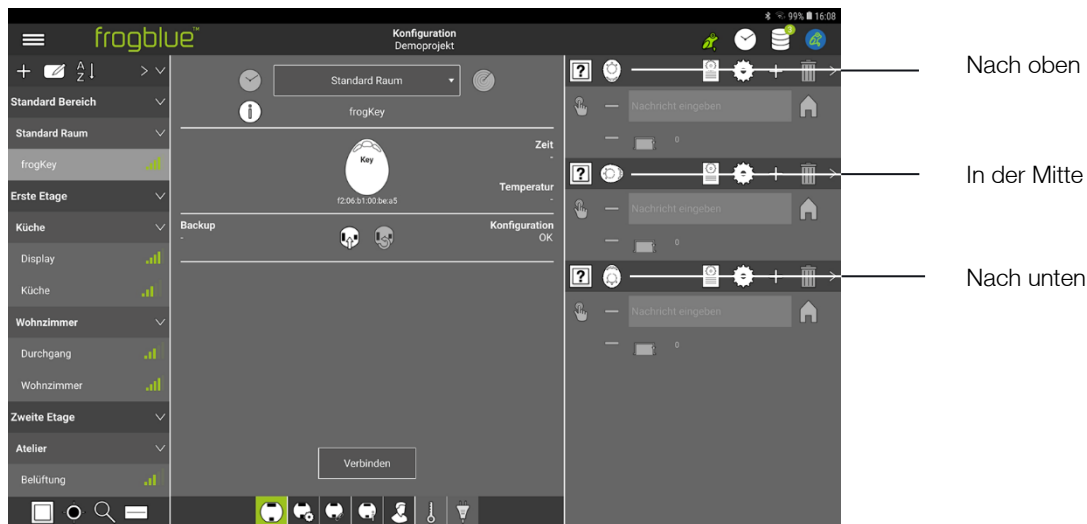 99% 16:08
frogblue™
Konfiguration
Demoprojekt
3
A
Z
Standard Bereich
Standard Raum
frogKey
Erste Etage
Küche
Display
Küche
Wohnzimmer
Durchgang
Wohnzimmer
Zweite Etage
Atelier
Belüftung
Standard Raum
i
frogKey
Key
f2:06:b1:00:be:a5
Zeit
-
Temperatur
-
Backup
-
Konfiguration
OK
Verbinden
?
Nachricht eingeben
0
?
Nachricht eingeben
0
?
Nachricht eingeben
0
Nach oben
In der Mitte
Nach unten